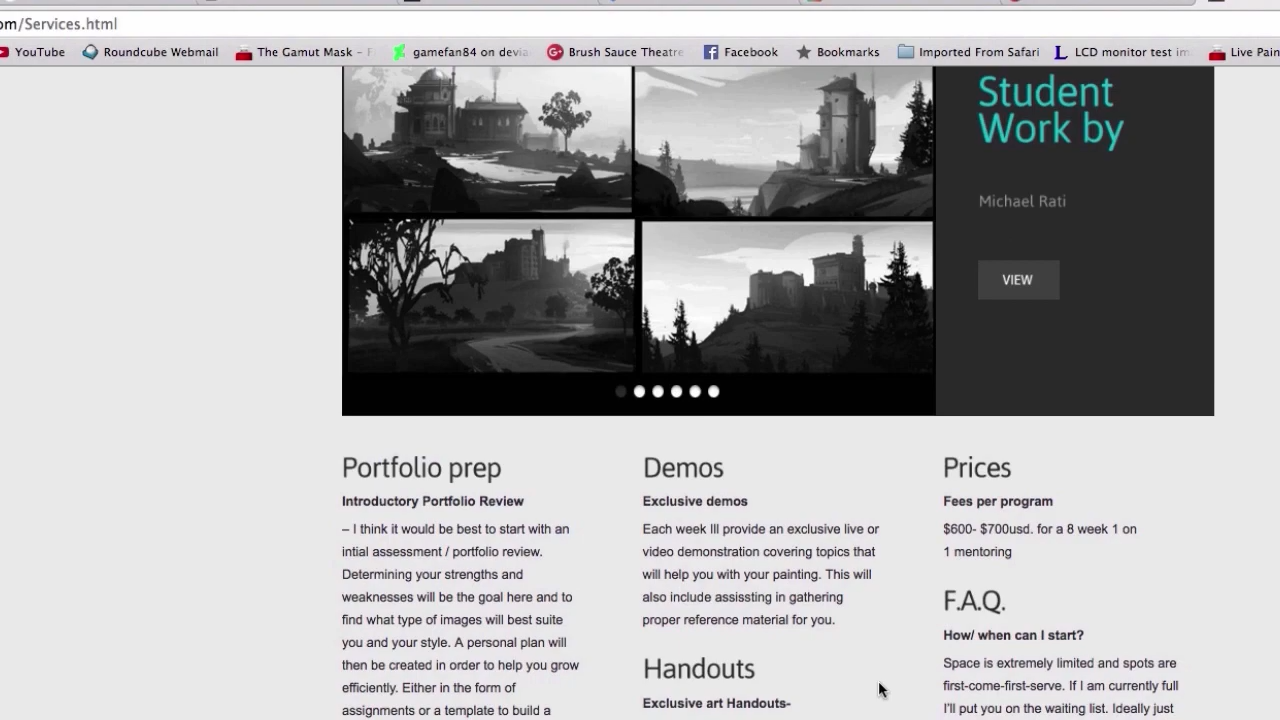 om/Services.html
YouTube
Roundcube Webmail
The Gamut Mask – F
gamefan84 on devia
Brush Sauce Theatre
Facebook
Bookmarks
Imported From Safari
LCD monitor test im
Live Pain
Student
Work by
Michael Rati
VIEW
Portfolio prep
Introductory Portfolio Review
– I think it would be best to start with an
intial assessment / portfolio review.
Determining your strengths and
weaknesses will be the goal here and to
find what type of images will best suite
you and your style. A personal plan will
then be created in order to help you grow
efficiently. Either in the form of
assignments or a template to build a
Demos
Exclusive demos
Each week Ill provide an exclusive live or
video demonstration covering topics that
will help you with your painting. This will
also include assissting in gathering
proper reference material for you.
Handouts
Exclusive art Handouts-
Prices
Fees per program
$600- $700usd. for a 8 week 1 on
1 mentoring
F.A.Q.
How/ when can I start?
Space is extremely limited and spots are
first-come-first-serve. If I am currently full
I'll put you on the waiting list. Ideally just